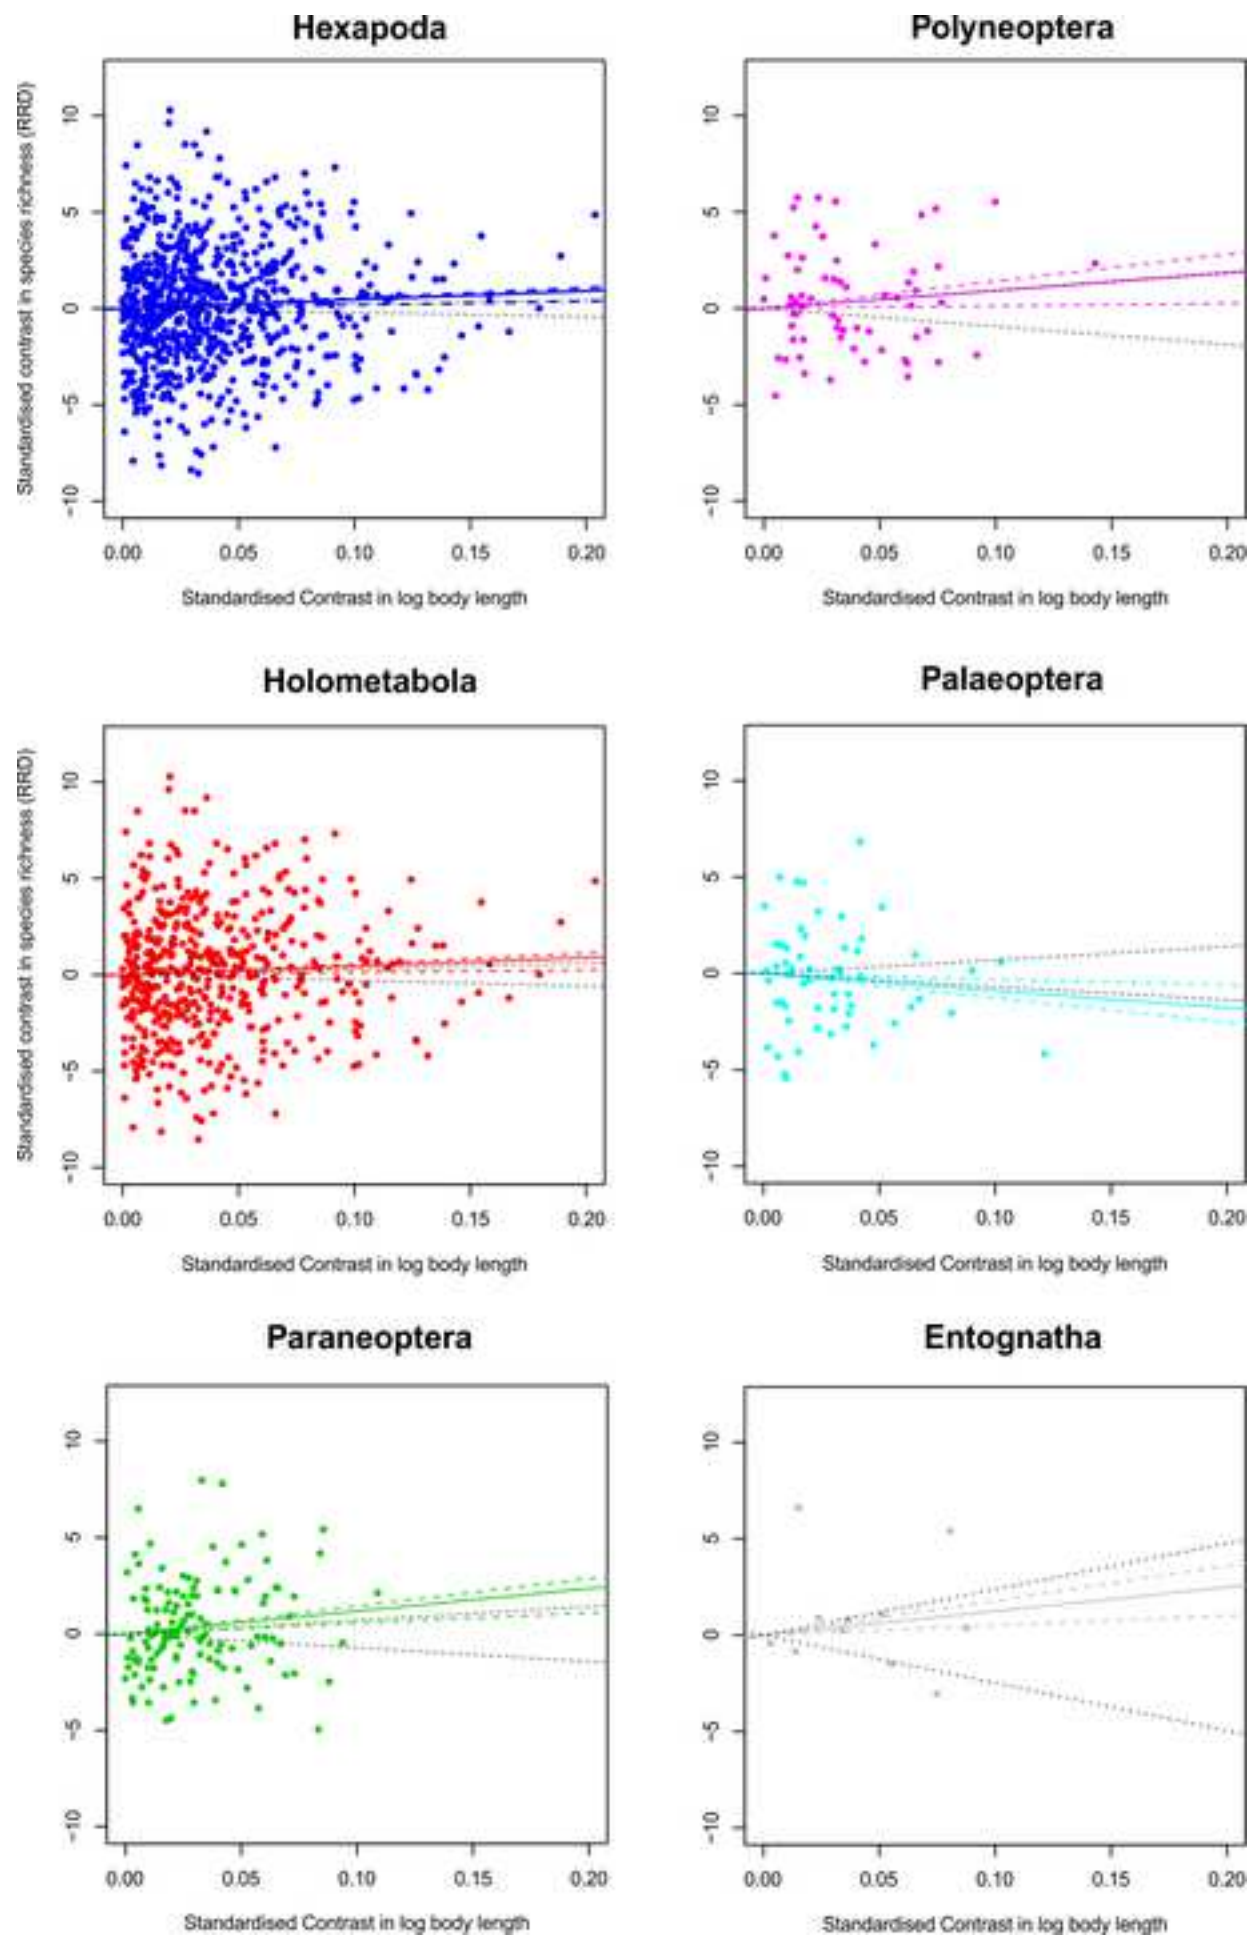 Hexapoda
Polyneoptera
Standardised contrast in species richness (RRD)
10
5
0
−5
−10
0.00 0.05 0.10 0.15 0.20
Standardised Contrast in log body length
10
5
0
−5
−10
0.00 0.05 0.10 0.15 0.20
Standardised Contrast in log body length
Holometabola
Palaeoptera
Standardised contrast in species richness (RRD)
10
5
0
−5
−10
0.00 0.05 0.10 0.15 0.20
Standardised Contrast in log body length
10
5
0
−5
−10
0.00 0.05 0.10 0.15 0.20
Standardised Contrast in log body length
Paraneoptera
Entognatha
10
5
0
−5
−10
0.00 0.05 0.10 0.15 0.20
Standardised Contrast in log body length
10
5
0
−5
−10
0.00 0.05 0.10 0.15 0.20
Standardised Contrast in log body length